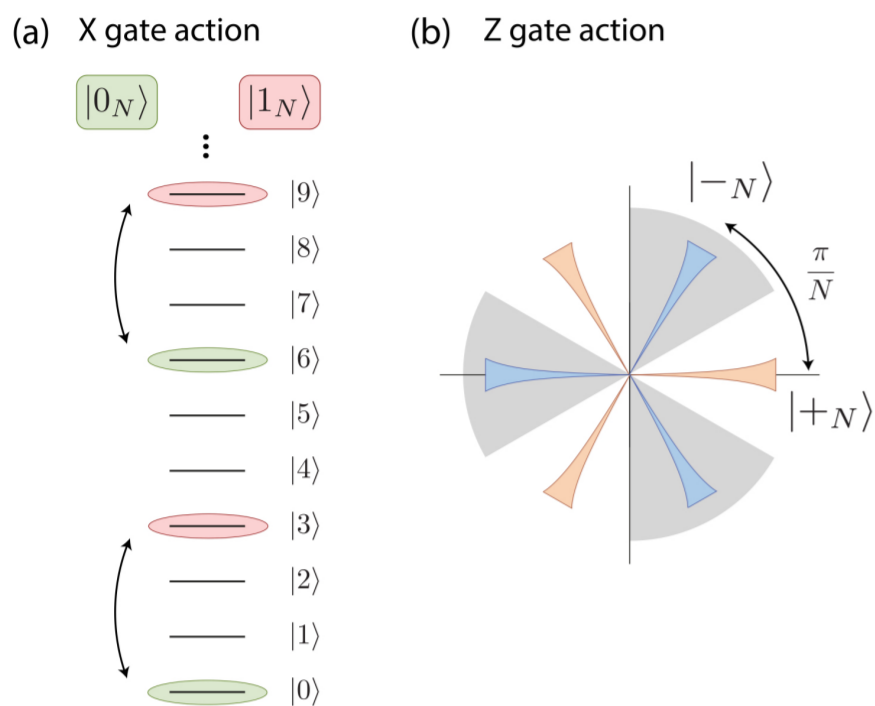 (a) X gate action
|0_N⟩ |1_N⟩
⋮
|9⟩
|8⟩
|7⟩
|6⟩
|5⟩
|4⟩
|3⟩
|2⟩
|1⟩
|0⟩
(b) Z gate action
|−_N⟩
π/N
|+_N⟩